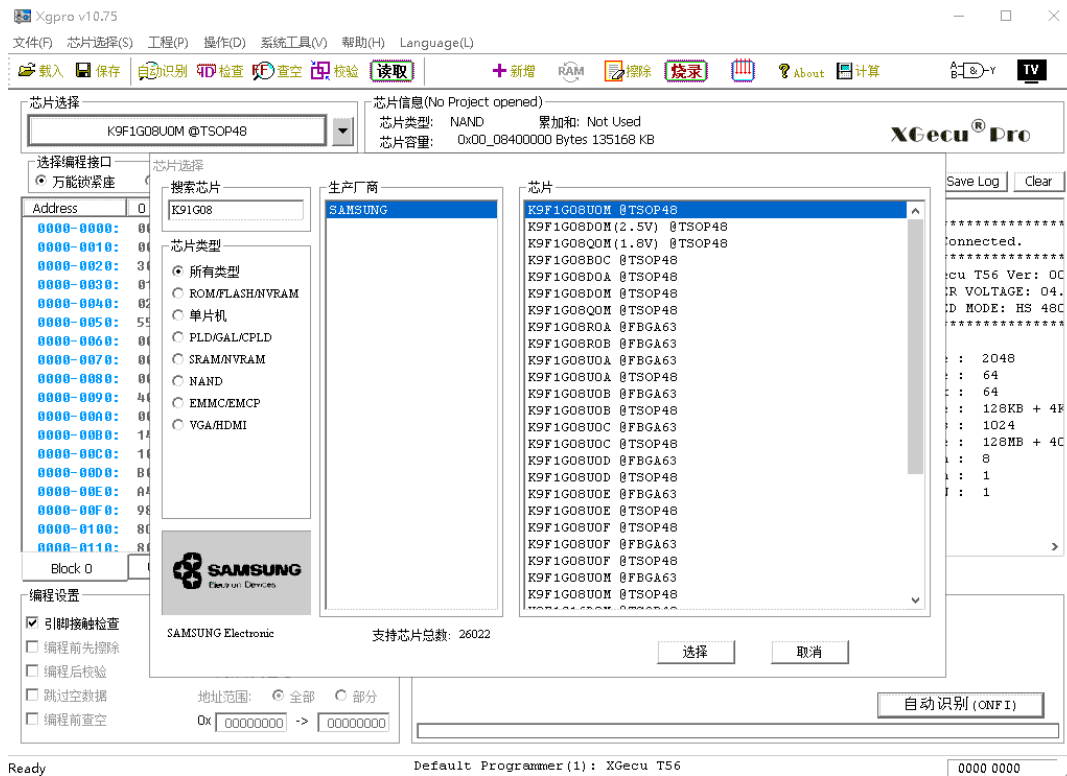 Xgpro v10.75
文件(F) 芯片选择(S) 工程(P) 操作(D) 系统工具(V) 帮助(H) Language(L)
载入 保存 自动识别 检查 查空 校验 读取 新增 RAM 擦除 烧录 About 计算 TV
芯片选择
K9F1G08U0M @TSOP48
芯片信息(No Project opened)
芯片类型: NAND 累加和: Not Used
芯片容量: 0x00_08400000 Bytes 135168 KB
XGecu® Pro
选择编程接口
万能锁紧座
Save Log Clear
Address 0
0000-0000:
0000-0010:
0000-0020:
0000-0030:
0000-0040:
0000-0050:
0000-0060:
0000-0070:
0000-0080:
0000-0090:
0000-00A0:
0000-00B0:
0000-00C0:
0000-00D0:
0000-00E0:
0000-00F0:
0000-0100:
0000-0110:
Block 0
芯片选择
搜索芯片
K91G08
芯片类型
所有类型
ROM/FLASH/NVRAM
单片机
PLD/GAL/CPLD
SRAM/NVRAM
NAND
EMMC/EMCP
VGA/HDMI
SAMSUNG
Electron Devices
SAMSUNG Electronic
生产厂商
SAMSUNG
支持芯片总数: 26022
芯片
K9F1G08U0M @TSOP48
K9F1G08D0M(2.5V) @TSOP48
K9F1G08Q0M(1.8V) @TSOP48
K9F1G08B0C @TSOP48
K9F1G08D0A @TSOP48
K9F1G08D0M @TSOP48
K9F1G08Q0M @TSOP48
K9F1G08R0A @FBGA63
K9F1G08R0B @FBGA63
K9F1G08U0A @FBGA63
K9F1G08U0A @TSOP48
K9F1G08U0B @FBGA63
K9F1G08U0B @TSOP48
K9F1G08U0C @FBGA63
K9F1G08U0C @TSOP48
K9F1G08U0D @FBGA63
K9F1G08U0D @TSOP48
K9F1G08U0E @FBGA63
K9F1G08U0E @TSOP48
K9F1G08U0F @TSOP48
K9F1G08U0F @FBGA63
K9F1G08U0F @TSOP48
K9F1G08U0M @FBGA63
K9F1G08U0M @TSOP48
选择 取消
onnected.
ecu T56 Ver: 00
R VOLTAGE: 04.
D MODE: HS 480
: 2048
: 64
: 64
: 128KB + 4K
: 1024
: 128MB + 40
: 8
: 1
: 1
编程设置
引脚接触检查
编程前先擦除
编程后校验
跳过空数据
编程前查空
地址范围: 全部 部分
0x 00000000 -> 00000000
自动识别(ONFI)
Ready
Default Programmer(1): XGecu T56
0000 0000